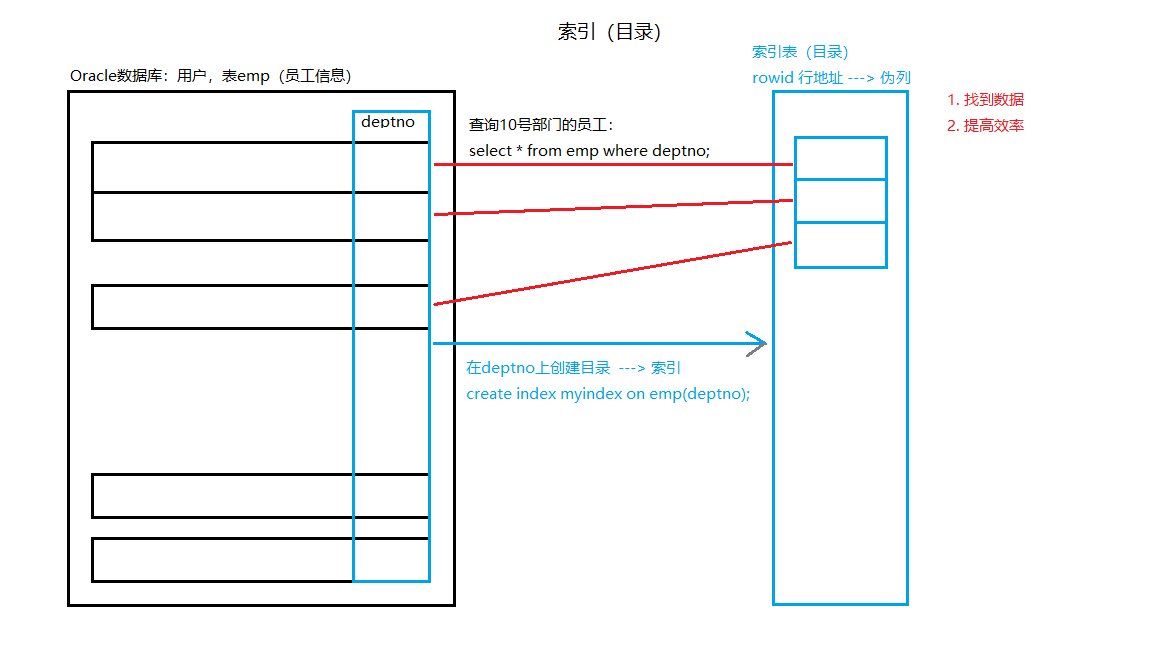 索引（目录）
Oracle数据库：用户，表emp（员工信息）
deptno
查询10号部门的员工：
select * from emp where deptno;
在deptno上创建目录 ---> 索引
create index myindex on emp(deptno);
索引表（目录）
rowid 行地址 ---> 伪列
1. 找到数据
2. 提高效率